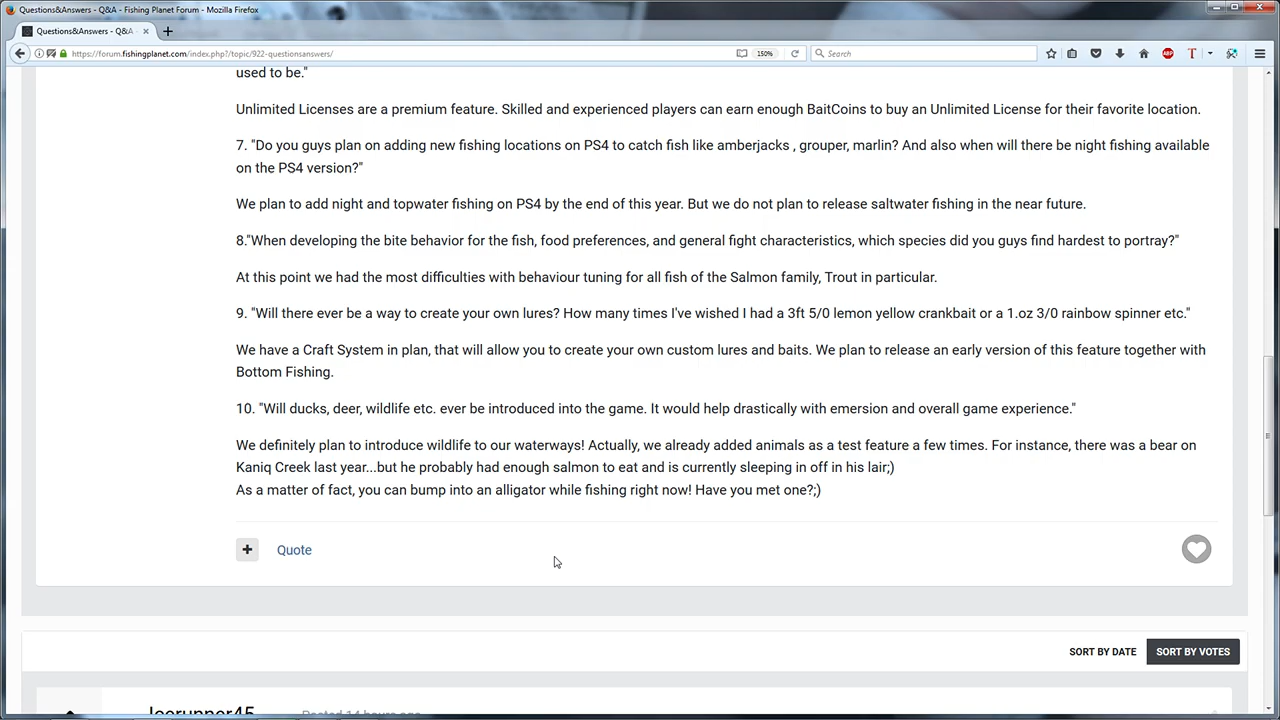 Questions&Answers - Q&A - Fishing Planet Forum - Mozilla Firefox
Questions&Answers - Q&A
https://forum.fishingplanet.com/index.php?/topic/922-questionsanswers/
150%
Search
ABP
used to be."
Unlimited Licenses are a premium feature. Skilled and experienced players can earn enough BaitCoins to buy an Unlimited License for their favorite location.
7. "Do you guys plan on adding new fishing locations on PS4 to catch fish like amberjacks , grouper, marlin? And also when will there be night fishing available
on the PS4 version?"
We plan to add night and topwater fishing on PS4 by the end of this year. But we do not plan to release saltwater fishing in the near future.
8."When developing the bite behavior for the fish, food preferences, and general fight characteristics, which species did you guys find hardest to portray?"
At this point we had the most difficulties with behaviour tuning for all fish of the Salmon family, Trout in particular.
9. "Will there ever be a way to create your own lures? How many times I've wished I had a 3ft 5/0 lemon yellow crankbait or a 1.oz 3/0 rainbow spinner etc."
We have a Craft System in plan, that will allow you to create your own custom lures and baits. We plan to release an early version of this feature together with
Bottom Fishing.
10. "Will ducks, deer, wildlife etc. ever be introduced into the game. It would help drastically with emersion and overall game experience."
We definitely plan to introduce wildlife to our waterways! Actually, we already added animals as a test feature a few times. For instance, there was a bear on
Kaniq Creek last year...but he probably had enough salmon to eat and is currently sleeping in off in his lair;)
As a matter of fact, you can bump into an alligator while fishing right now! Have you met one?;)
Quote
SORT BY DATE
SORT BY VOTES
Posted 14 hours ago